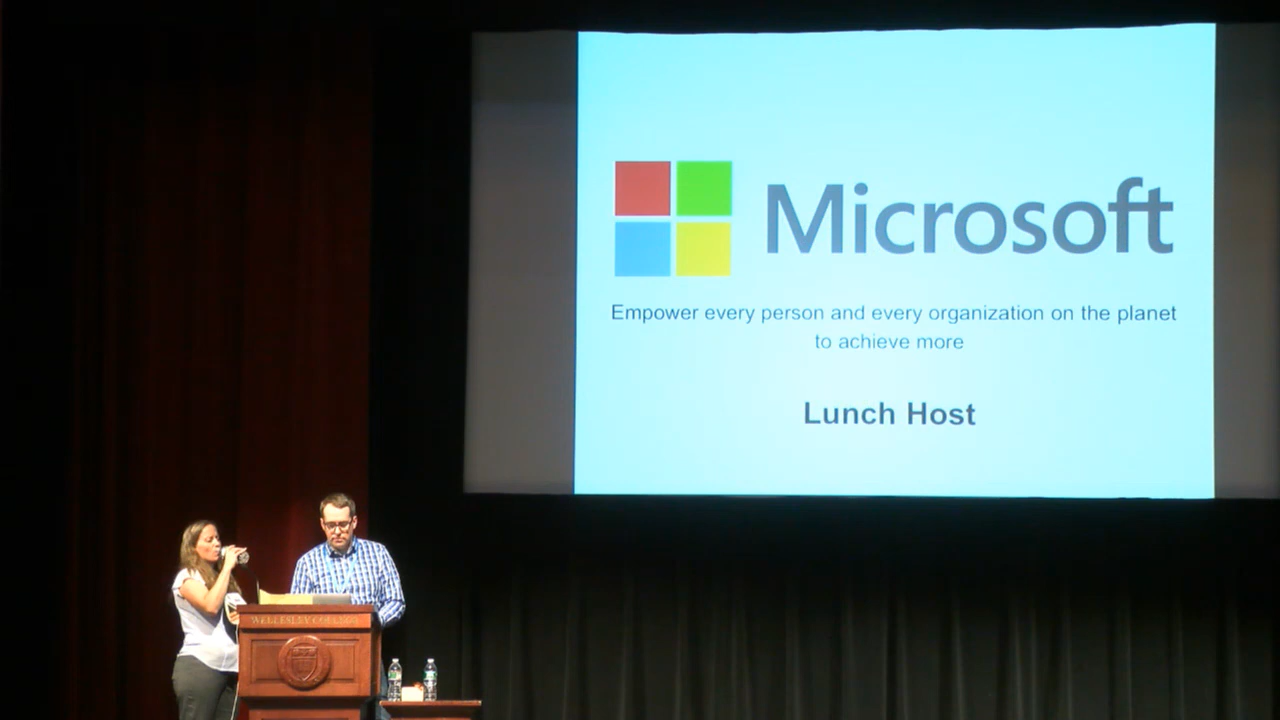 Microsoft
Empower every person and every organization on the planet
to achieve more
Lunch Host
WELLESLEY COLLEGE